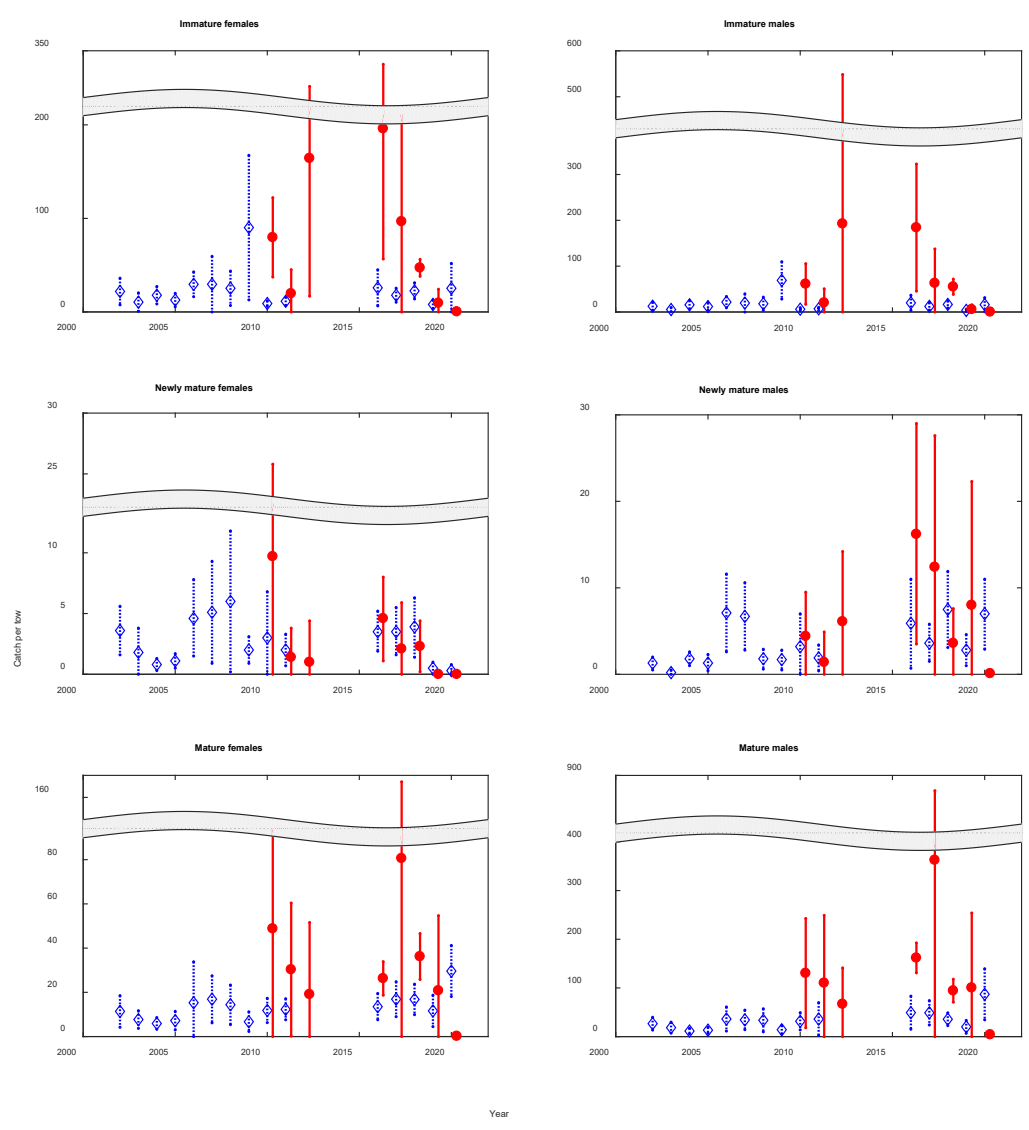 Immature females
Immature males
350
200
100
0
2000 2005 2010 2015 2020
600
500
300
200
100
0
2000 2005 2010 2015 2020
Newly mature females
Newly mature males
30
25
10
5
0
2000 2005 2010 2015 2020
30
20
10
0
2000 2005 2010 2015 2020
Catch per tow
Mature females
Mature males
160
80
60
40
20
0
2000 2005 2010 2015 2020
900
400
300
200
100
0
2000 2005 2010 2015 2020
Year